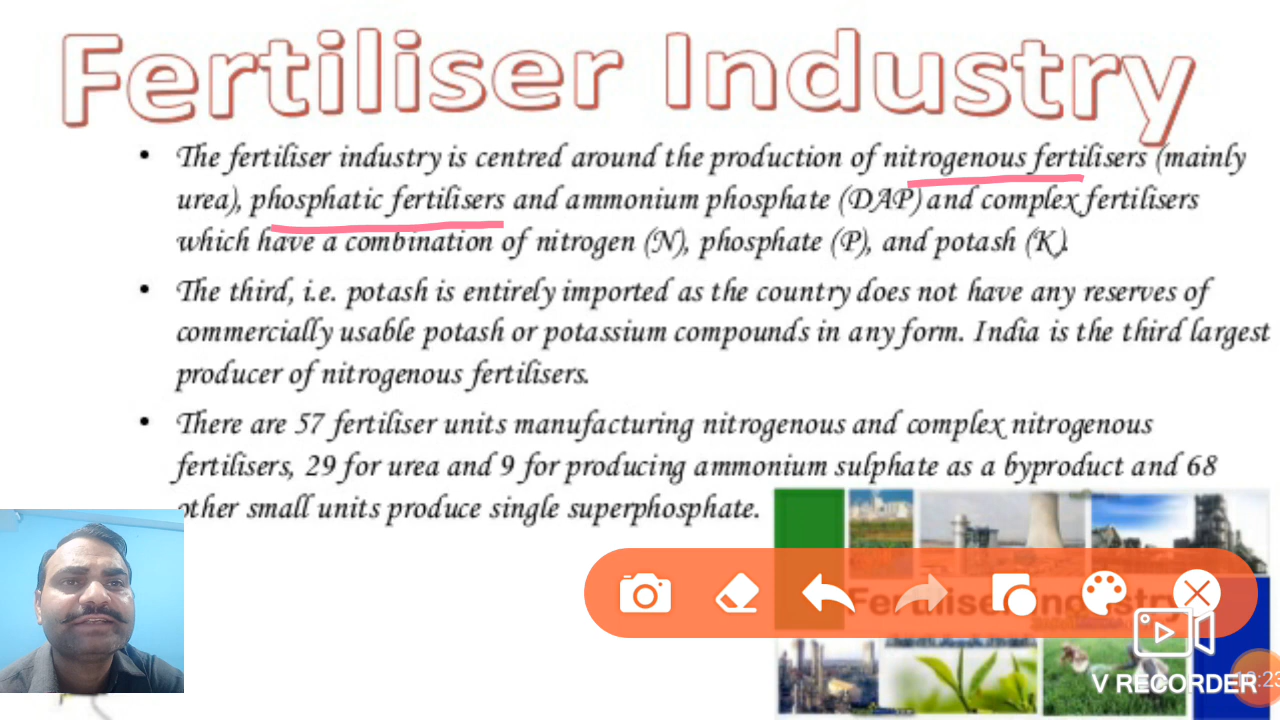 Fertiliser Industry
• The fertiliser industry is centred around the production of nitrogenous fertilisers (mainly
urea), phosphatic fertilisers and ammonium phosphate (DAP) and complex fertilisers
which have a combination of nitrogen (N), phosphate (P), and potash (K).
• The third, i.e. potash is entirely imported as the country does not have any reserves of
commercially usable potash or potassium compounds in any form. India is the third largest
producer of nitrogenous fertilisers.
• There are 57 fertiliser units manufacturing nitrogenous and complex nitrogenous
fertilisers, 29 for urea and 9 for producing ammonium sulphate as a byproduct and 68
other small units produce single superphosphate.
Fertiliser Industry
V RECORDER